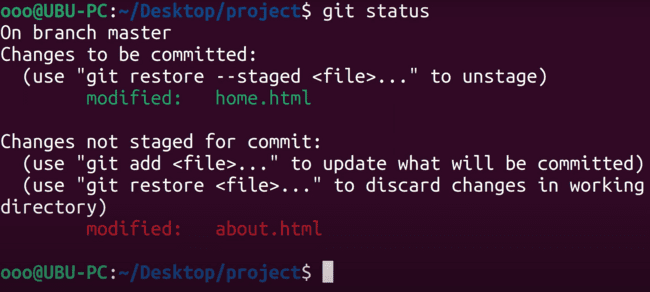 ooo@UBU-PC:~/Desktop/project$ git status
On branch master
Changes to be committed:
  (use "git restore --staged <file>..." to unstage)
        modified:   home.html

Changes not staged for commit:
  (use "git add <file>..." to update what will be committed)
  (use "git restore <file>..." to discard changes in working
directory)
        modified:   about.html

ooo@UBU-PC:~/Desktop/project$